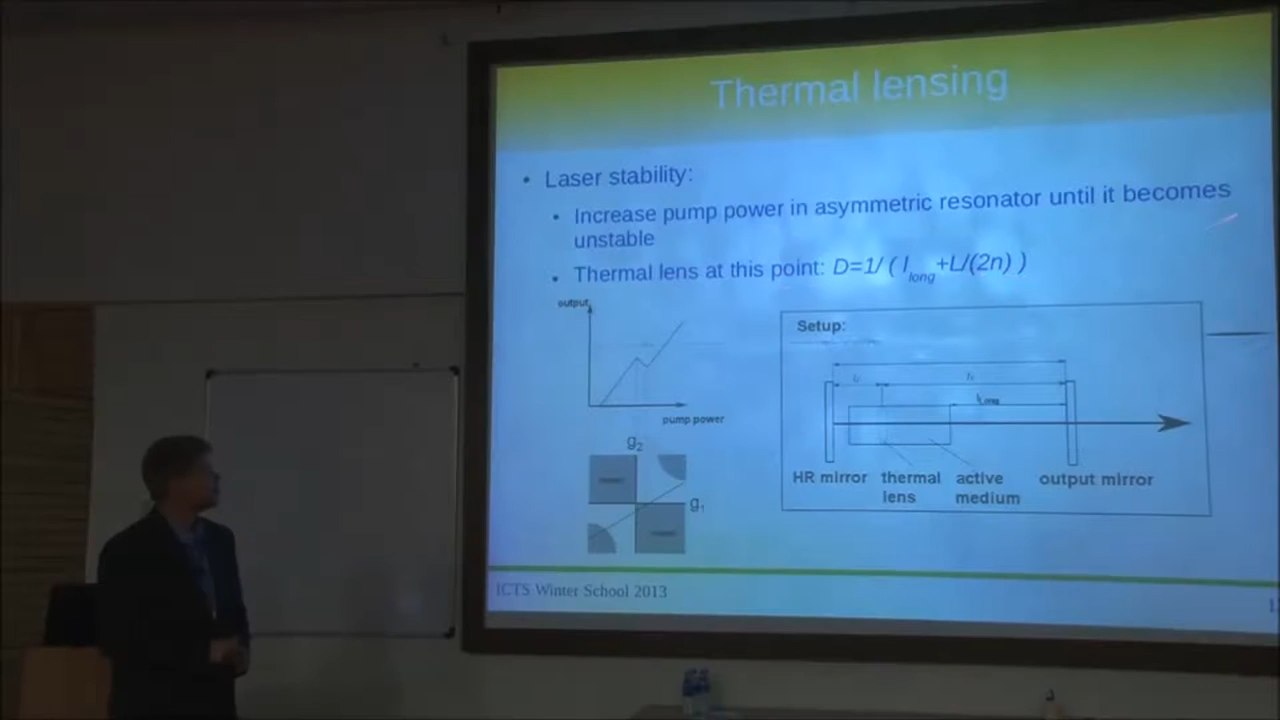 Thermal lensing
• Laser stability:
• Increase pump power in asymmetric resonator until it becomes
unstable
• Thermal lens at this point: D=1/ ( l_long+L/(2n) )
output
pump power
g₂
g₁
Setup:
l_Long
HR mirror
thermal
lens
active
medium
output mirror
ICTS Winter School 2013